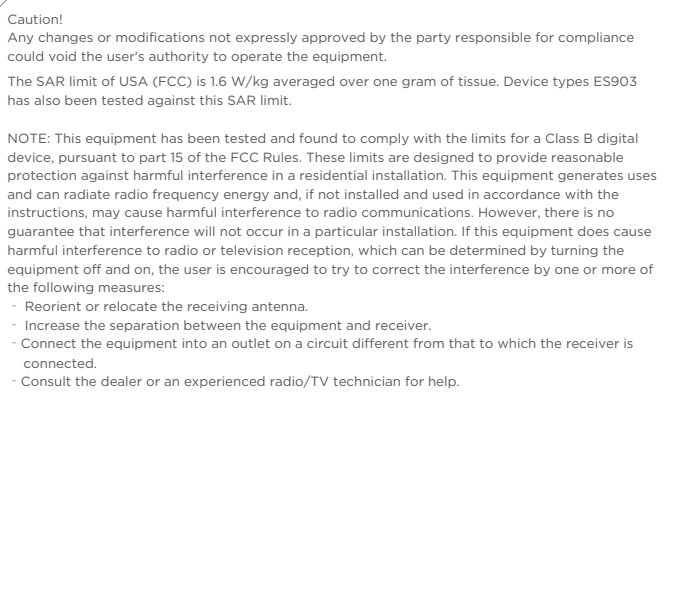 Caution!
Any changes or modifications not expressly approved by the party responsible for compliance
could void the user's authority to operate the equipment.
The SAR limit of USA (FCC) is 1.6 W/kg averaged over one gram of tissue. Device types ES903
has also been tested against this SAR limit.
NOTE: This equipment has been tested and found to comply with the limits for a Class B digital
device, pursuant to part 15 of the FCC Rules. These limits are designed to provide reasonable
protection against harmful interference in a residential installation. This equipment generates uses
and can radiate radio frequency energy and, if not installed and used in accordance with the
instructions, may cause harmful interference to radio communications. However, there is no
guarantee that interference will not occur in a particular installation. If this equipment does cause
harmful interference to radio or television reception, which can be determined by turning the
equipment off and on, the user is encouraged to try to correct the interference by one or more of
the following measures:
- Reorient or relocate the receiving antenna.
- Increase the separation between the equipment and receiver.
- Connect the equipment into an outlet on a circuit different from that to which the receiver is
connected.
- Consult the dealer or an experienced radio/TV technician for help.